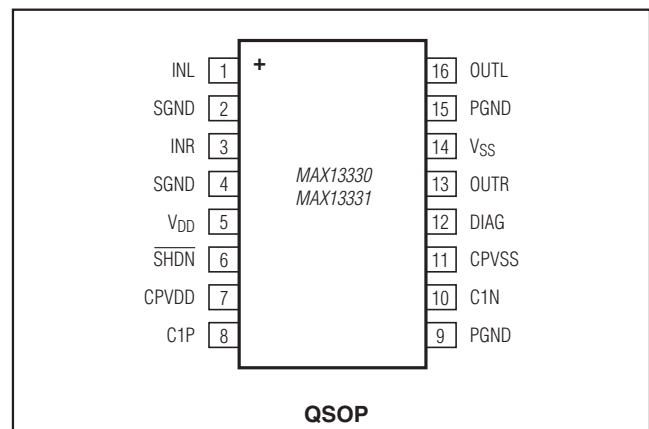 INL 1 + 16 OUTL
SGND 2 15 PGND
INR 3 14 VSS
SGND 4 MAX13330 13 OUTR
VDD 5 MAX13331 12 DIAG
SHDN 6 11 CPVSS
CPVDD 7 10 C1N
C1P 8 9 PGND
QSOP